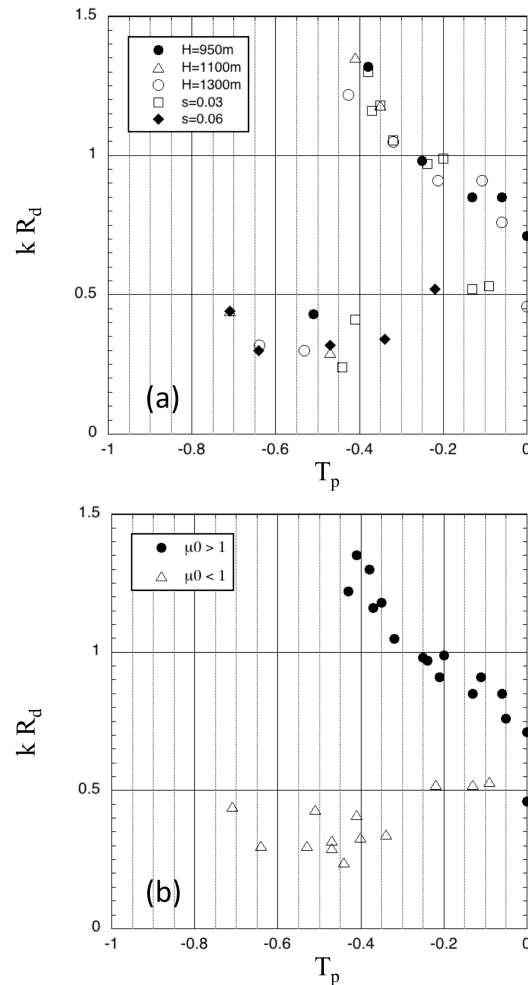 1.5
H=950m
H=1100m
H=1300m
s=0.03
s=0.06
1
k R_d
0.5
(a)
0
-1 -0.8 -0.6 -0.4 -0.2 0
T_p
1.5
μ0 > 1
μ0 < 1
1
k R_d
0.5
(b)
0
-1 -0.8 -0.6 -0.4 -0.2 0
T_p